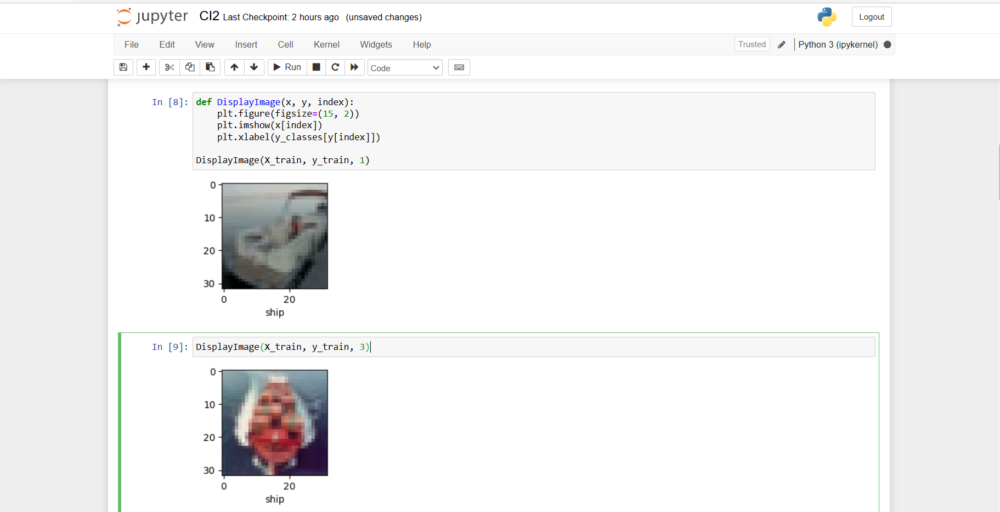 jupyter CI2 Last Checkpoint: 2 hours ago (unsaved changes) Logout
File Edit View Insert Cell Kernel Widgets Help Trusted Python 3 (ipykernel)
Run Code
In [8]: def DisplayImage(x, y, index):
plt.figure(figsize=(15, 2))
plt.imshow(x[index])
plt.xlabel(y_classes[y[index]])
DisplayImage(X_train, y_train, 1)
0
10
20
30
0 20
ship
In [9]: DisplayImage(X_train, y_train, 3)
0
10
20
30
0 20
ship